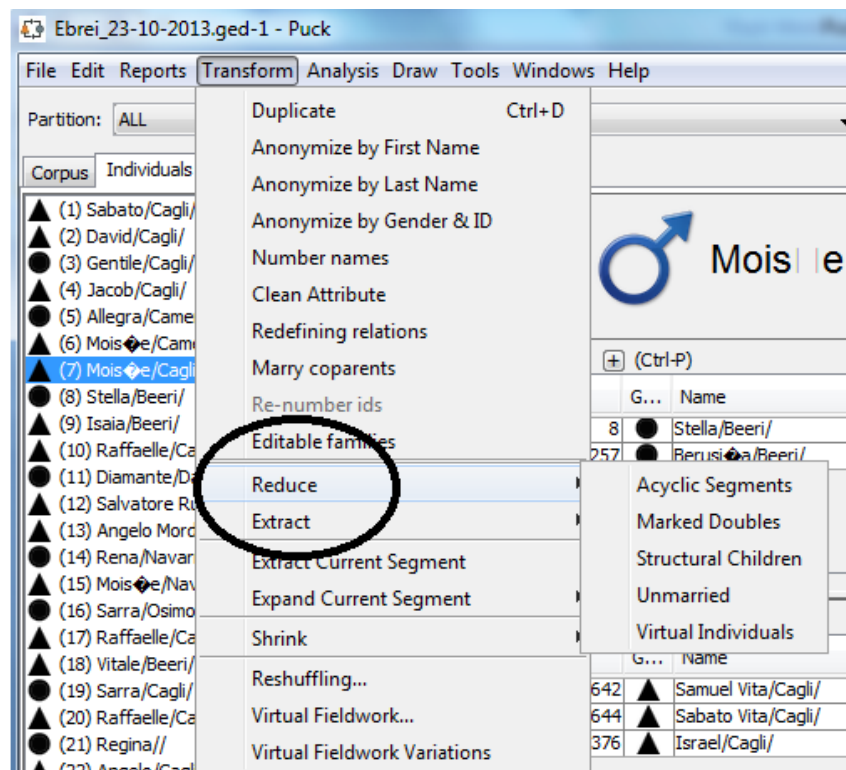 Ebrei_23-10-2013.ged-1 - Puck
File Edit Reports Transform Analysis Draw Tools Windows Help
Partition: ALL
Corpus Individuals
(1) Sabato/Cagli/
(2) David/Cagli/
(3) Gentile/Cagli/
(4) Jacob/Cagli/
(5) Allegra/Came
(6) Mois�e/Cam
(7) Mois�e/Cagli
(8) Stella/Beeri/
(9) Isaia/Beeri/
(10) Raffaelle/Ca
(11) Diamante/Da
(12) Salvatore Ru
(13) Angelo Mord
(14) Rena/Navar
(15) Mois�e/Nav
(16) Sarra/Osimo
(17) Raffaelle/Ca
(18) Vitale/Beeri/
(19) Sarra/Cagli/
(20) Raffaelle/Ca
(21) Regina//
Duplicate Ctrl+D
Anonymize by First Name
Anonymize by Last Name
Anonymize by Gender & ID
Number names
Clean Attribute
Redefining relations
Marry coparents
Re-number ids
Editable families
Reduce
Extract
Extract Current Segment
Expand Current Segment
Shrink
Reshuffling...
Virtual Fieldwork...
Virtual Fieldwork Variations
Acyclic Segments
Marked Doubles
Structural Children
Unmarried
Virtual Individuals
Mois e
+ (Ctrl-P)
G... Name
8 Stella/Beeri/
257 Berusi�a/Beeri/
G... Name
642 Samuel Vita/Cagli/
644 Sabato Vita/Cagli/
376 Israel/Cagli/